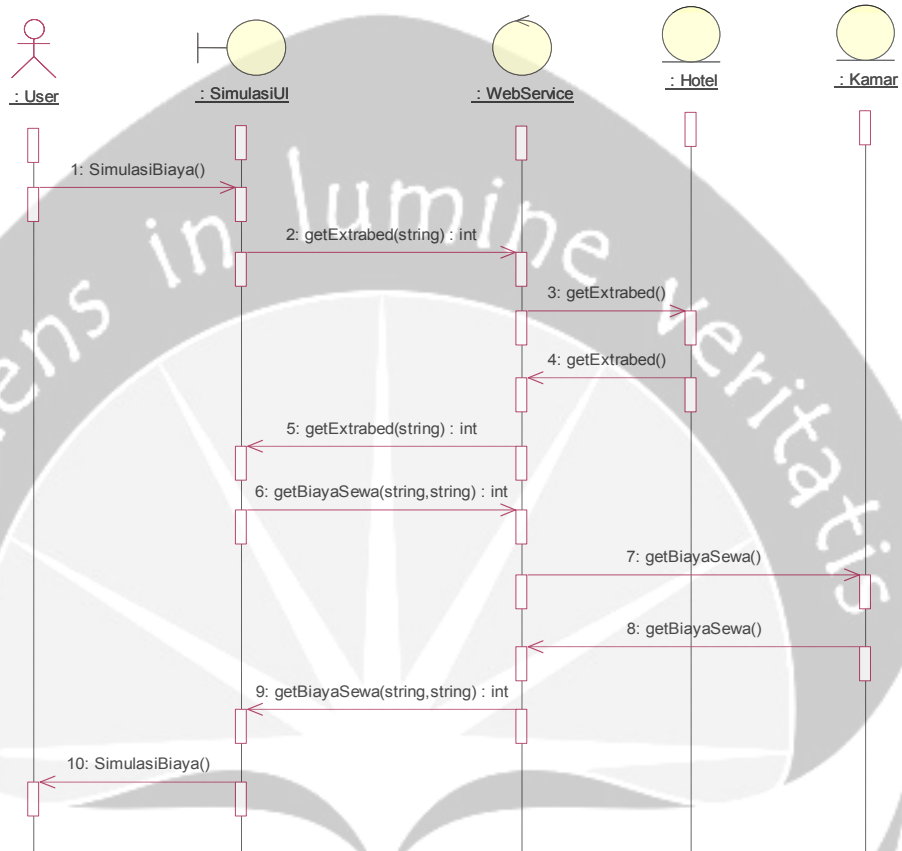 : User
: SimulasiUI
: WebService
: Hotel
: Kamar
1: SimulasiBiaya()
2: getExtrabed(string) : int
3: getExtrabed()
4: getExtrabed()
5: getExtrabed(string) : int
6: getBiayaSewa(string,string) : int
7: getBiayaSewa()
8: getBiayaSewa()
9: getBiayaSewa(string,string) : int
10: SimulasiBiaya()
ens in lumine veritatis